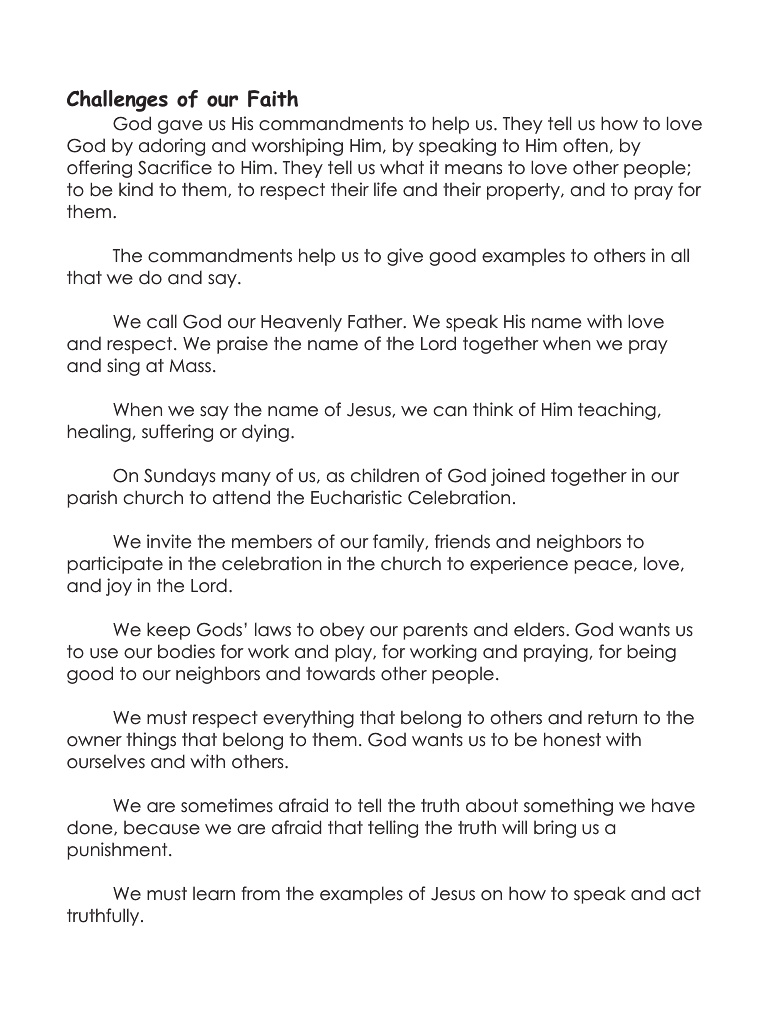 Challenges of our Faith
God gave us His commandments to help us. They tell us how to love
God by adoring and worshiping Him, by speaking to Him often, by
offering Sacrifice to Him. They tell us what it means to love other people;
to be kind to them, to respect their life and their property, and to pray for
them.
The commandments help us to give good examples to others in all
that we do and say.
We call God our Heavenly Father. We speak His name with love
and respect. We praise the name of the Lord together when we pray
and sing at Mass.
When we say the name of Jesus, we can think of Him teaching,
healing, suffering or dying.
On Sundays many of us, as children of God joined together in our
parish church to attend the Eucharistic Celebration.
We invite the members of our family, friends and neighbors to
participate in the celebration in the church to experience peace, love,
and joy in the Lord.
We keep Gods’ laws to obey our parents and elders. God wants us
to use our bodies for work and play, for working and praying, for being
good to our neighbors and towards other people.
We must respect everything that belong to others and return to the
owner things that belong to them. God wants us to be honest with
ourselves and with others.
We are sometimes afraid to tell the truth about something we have
done, because we are afraid that telling the truth will bring us a
punishment.
We must learn from the examples of Jesus on how to speak and act
truthfully.